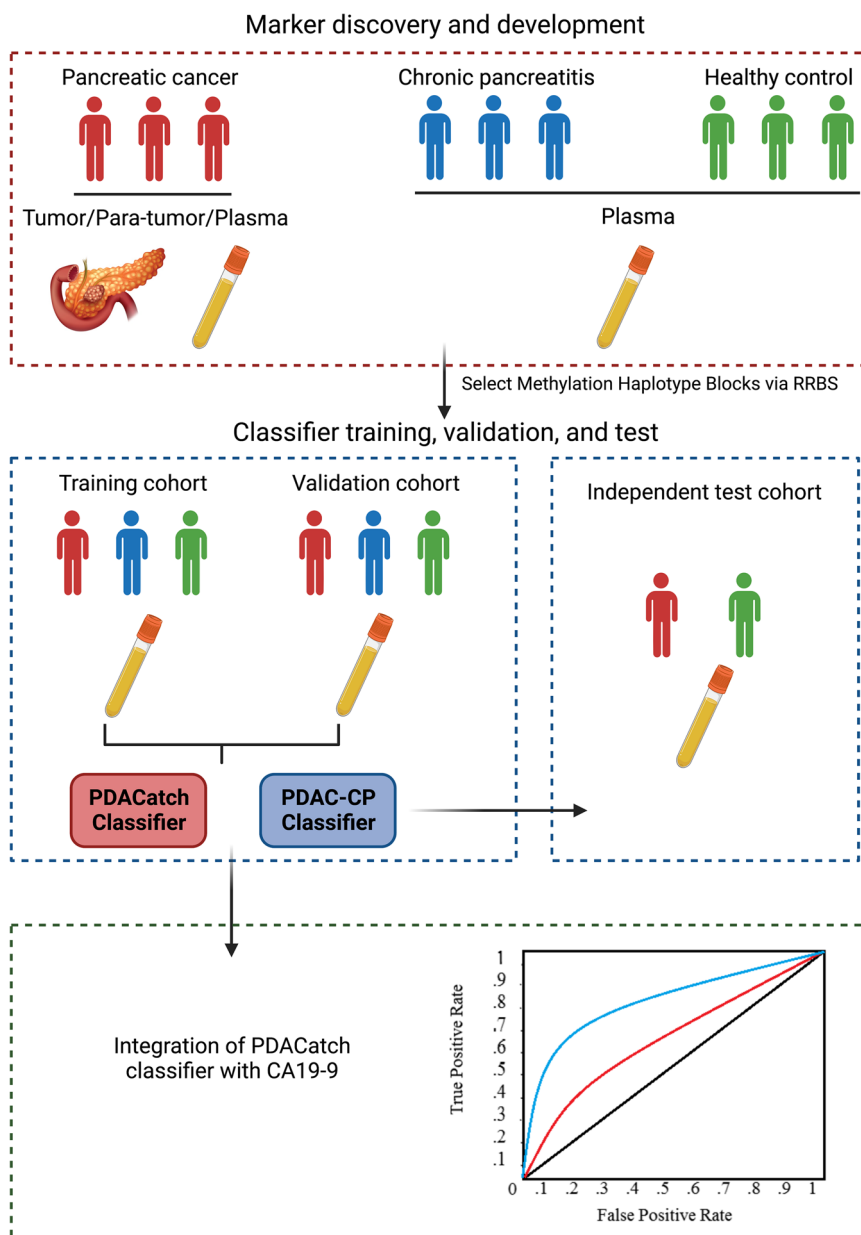 Marker discovery and development
Pancreatic cancer
Chronic pancreatitis
Healthy control
Tumor/Para-tumor/Plasma
Plasma
Select Methylation Haplotype Blocks via RRBS
Classifier training, validation, and test
Training cohort
Validation cohort
Independent test cohort
PDACatch
Classifier
PDAC-CP
Classifier
Integration of PDACatch
classifier with CA19-9
True Positive Rate
1
.9
.8
.7
.6
.5
.4
.3
.2
.1
0 .1 .2 .3 .4 .5 .6 .7 .8 .9 1
False Positive Rate